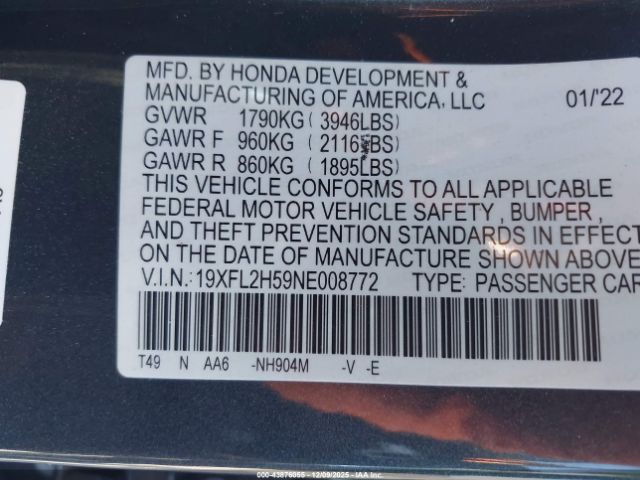 MFD. BY HONDA DEVELOPMENT &
MANUFACTURING OF AMERICA, LLC 01/'22
GVWR 1790KG (3946LBS)
GAWR F 960KG (2116LBS)
GAWR R 860KG (1895LBS)
THIS VEHICLE CONFORMS TO ALL APPLICABLE
FEDERAL MOTOR VEHICLE SAFETY, BUMPER,
AND THEFT PREVENTION STANDARDS IN EFFECT
ON THE DATE OF MANUFACTURE SHOWN ABOVE
V.I.N.: 19XFL2H59NE008772 TYPE: PASSENGER CAR
T49 N AA6 -NH904M -V -E
000-43876055 - 12/09/2025 - IAA Inc.